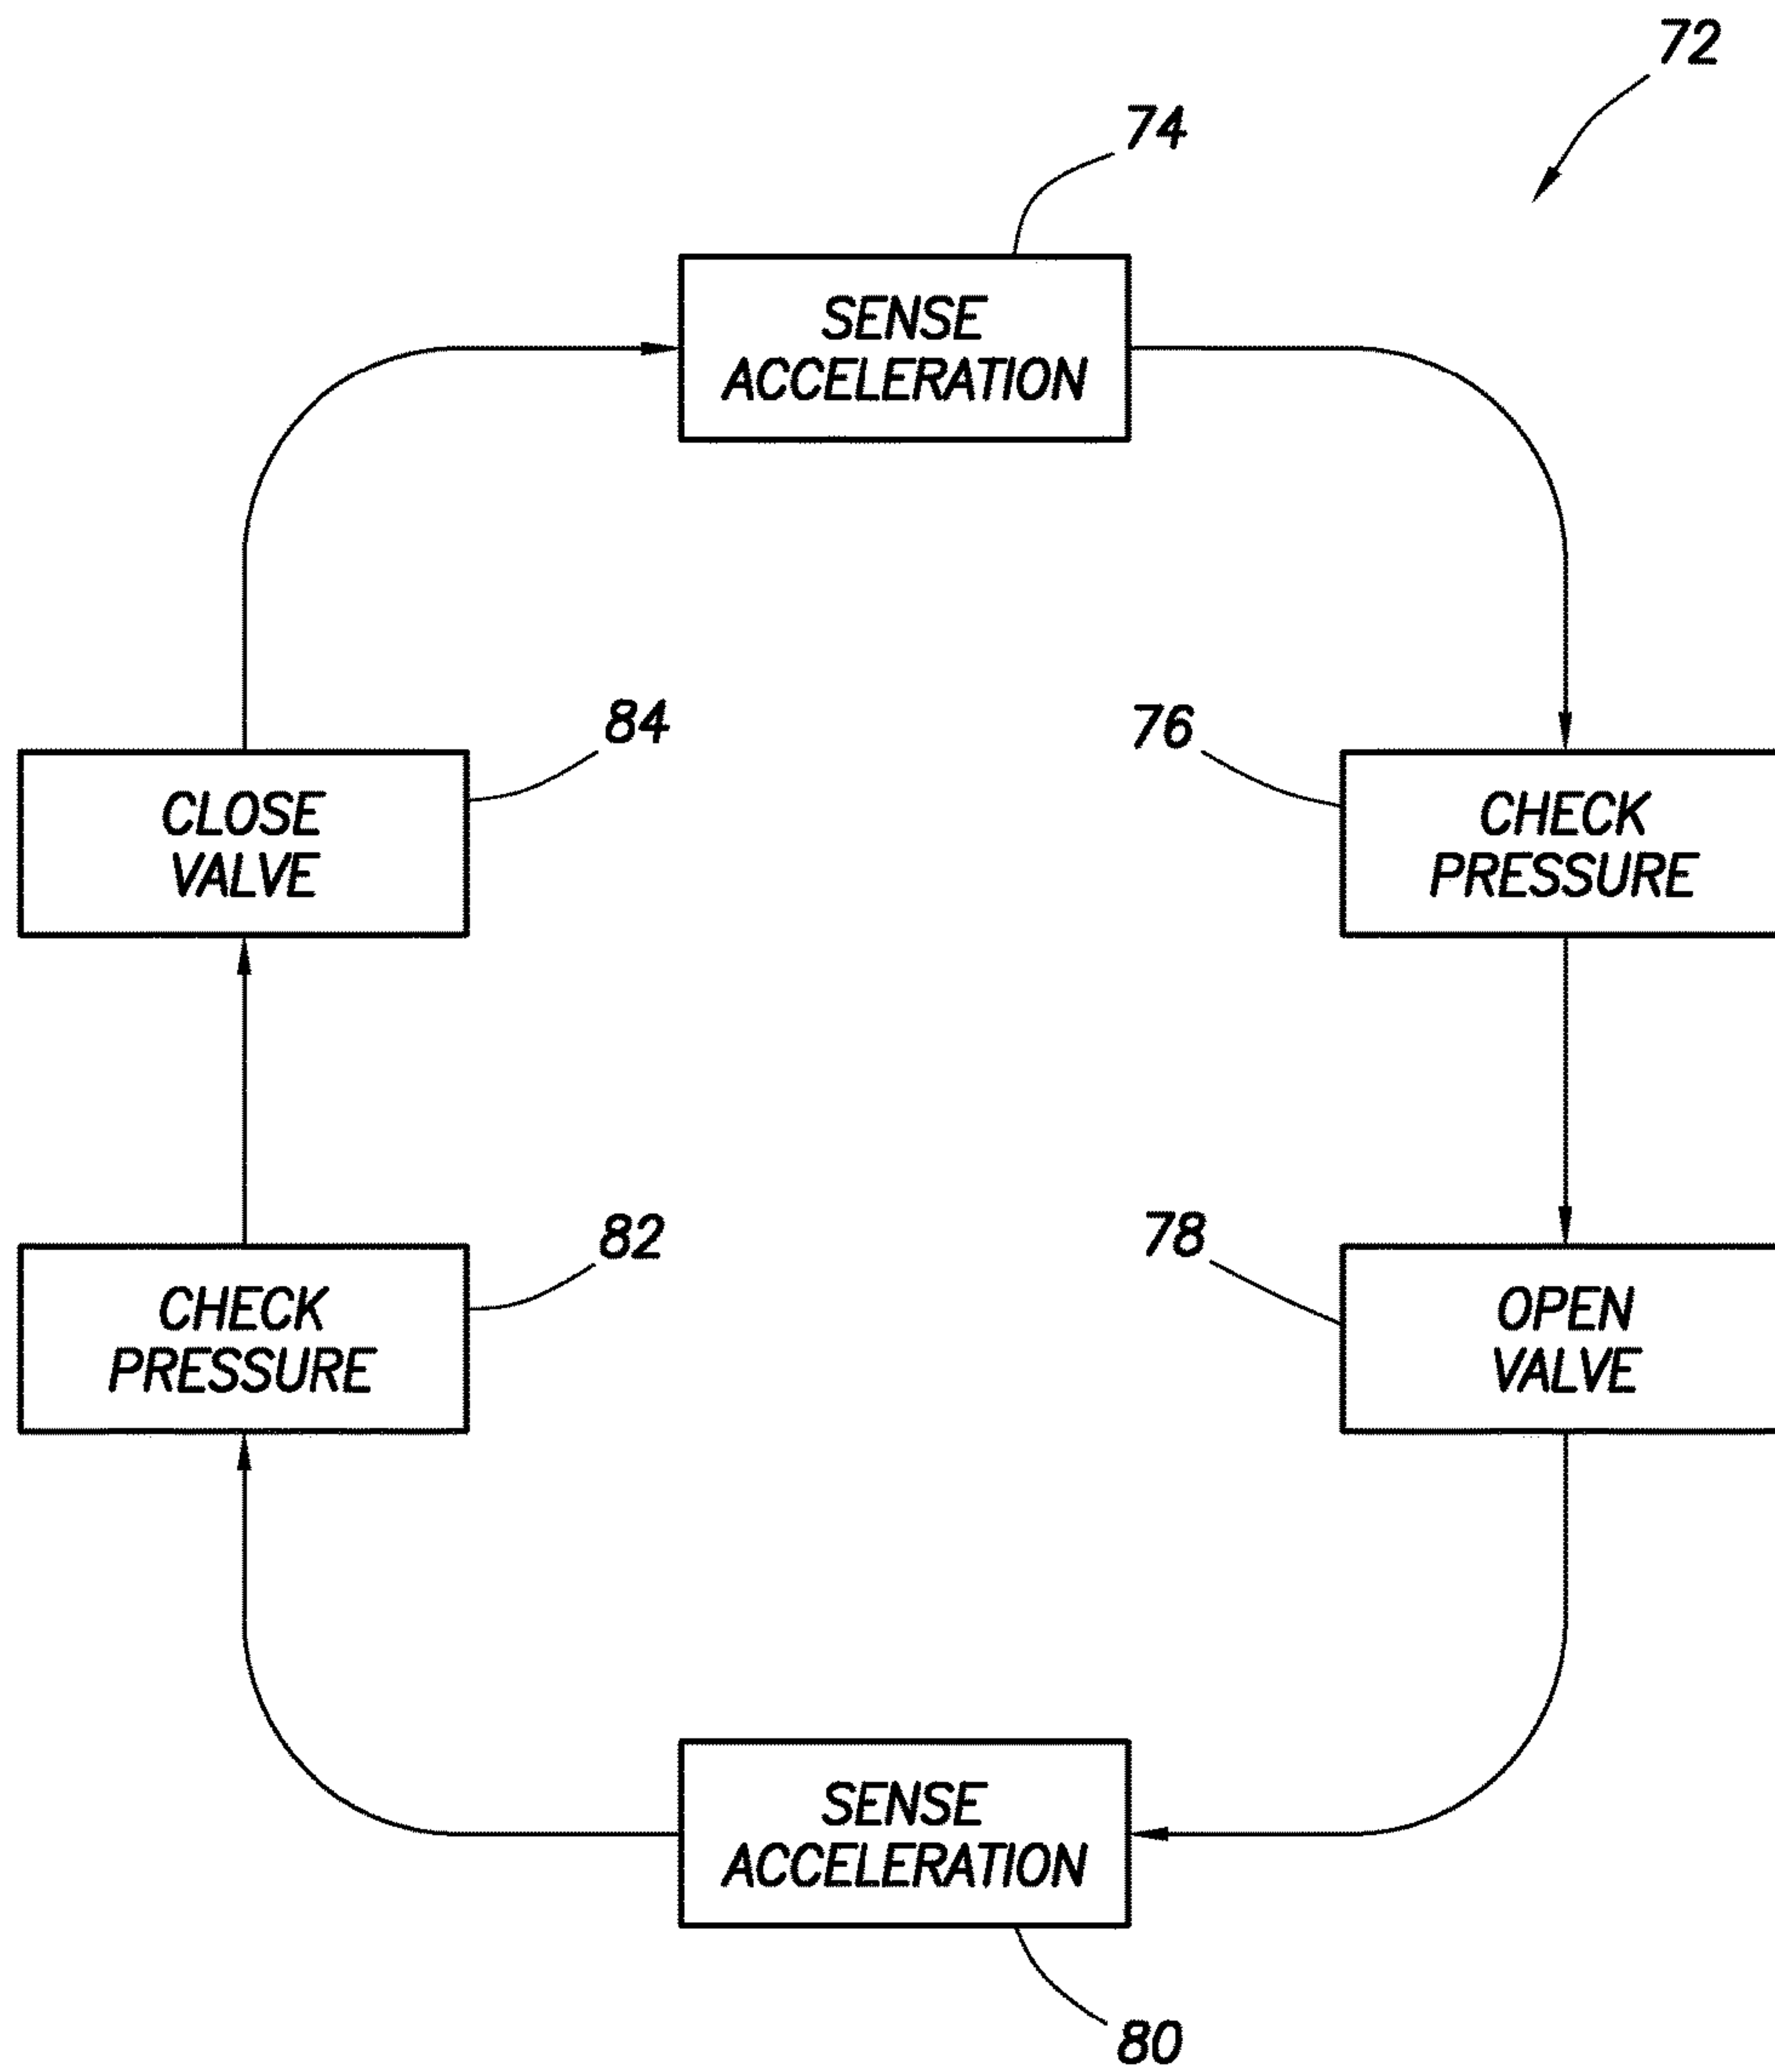 72
74
SENSE
ACCELERATION
84
76
CLOSE
VALVE
CHECK
PRESSURE
82
78
CHECK
PRESSURE
OPEN
VALVE
SENSE
ACCELERATION
80